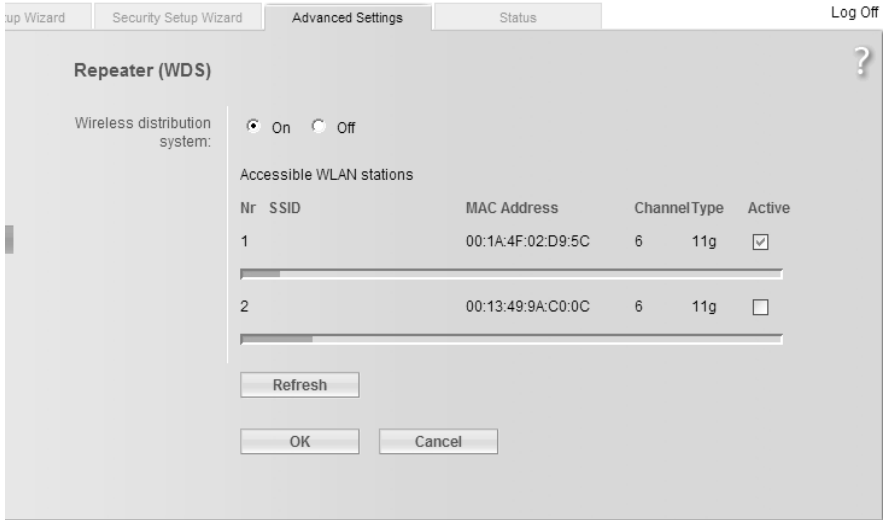 up Wizard Security Setup Wizard Advanced Settings Status Log Off
Repeater (WDS) ?
Wireless distribution system: On Off
Accessible WLAN stations
Nr SSID MAC Address Channel Type Active
1 00:1A:4F:02:D9:5C 6 11g
2 00:13:49:9A:C0:0C 6 11g
Refresh
OK Cancel